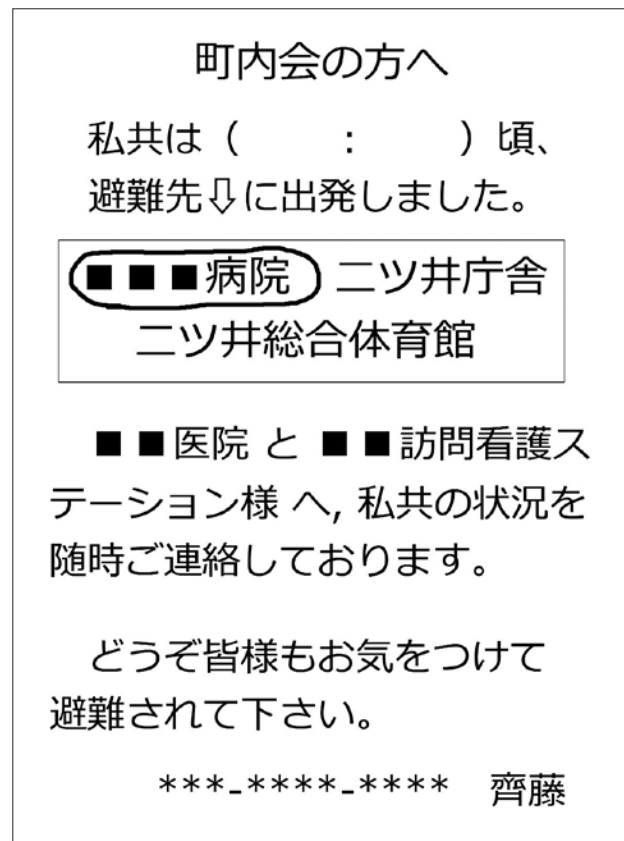 町内会の方へ
私共は（　　：　　）頃、
避難先⇩に出発しました。
■■■病院　二ツ井庁舎
二ツ井総合体育館
■■医院 と ■■訪問看護ス
テーション様 へ, 私共の状況を
随時ご連絡しております。
どうぞ皆様もお気をつけて
避難されて下さい。
***-****-****　齊藤